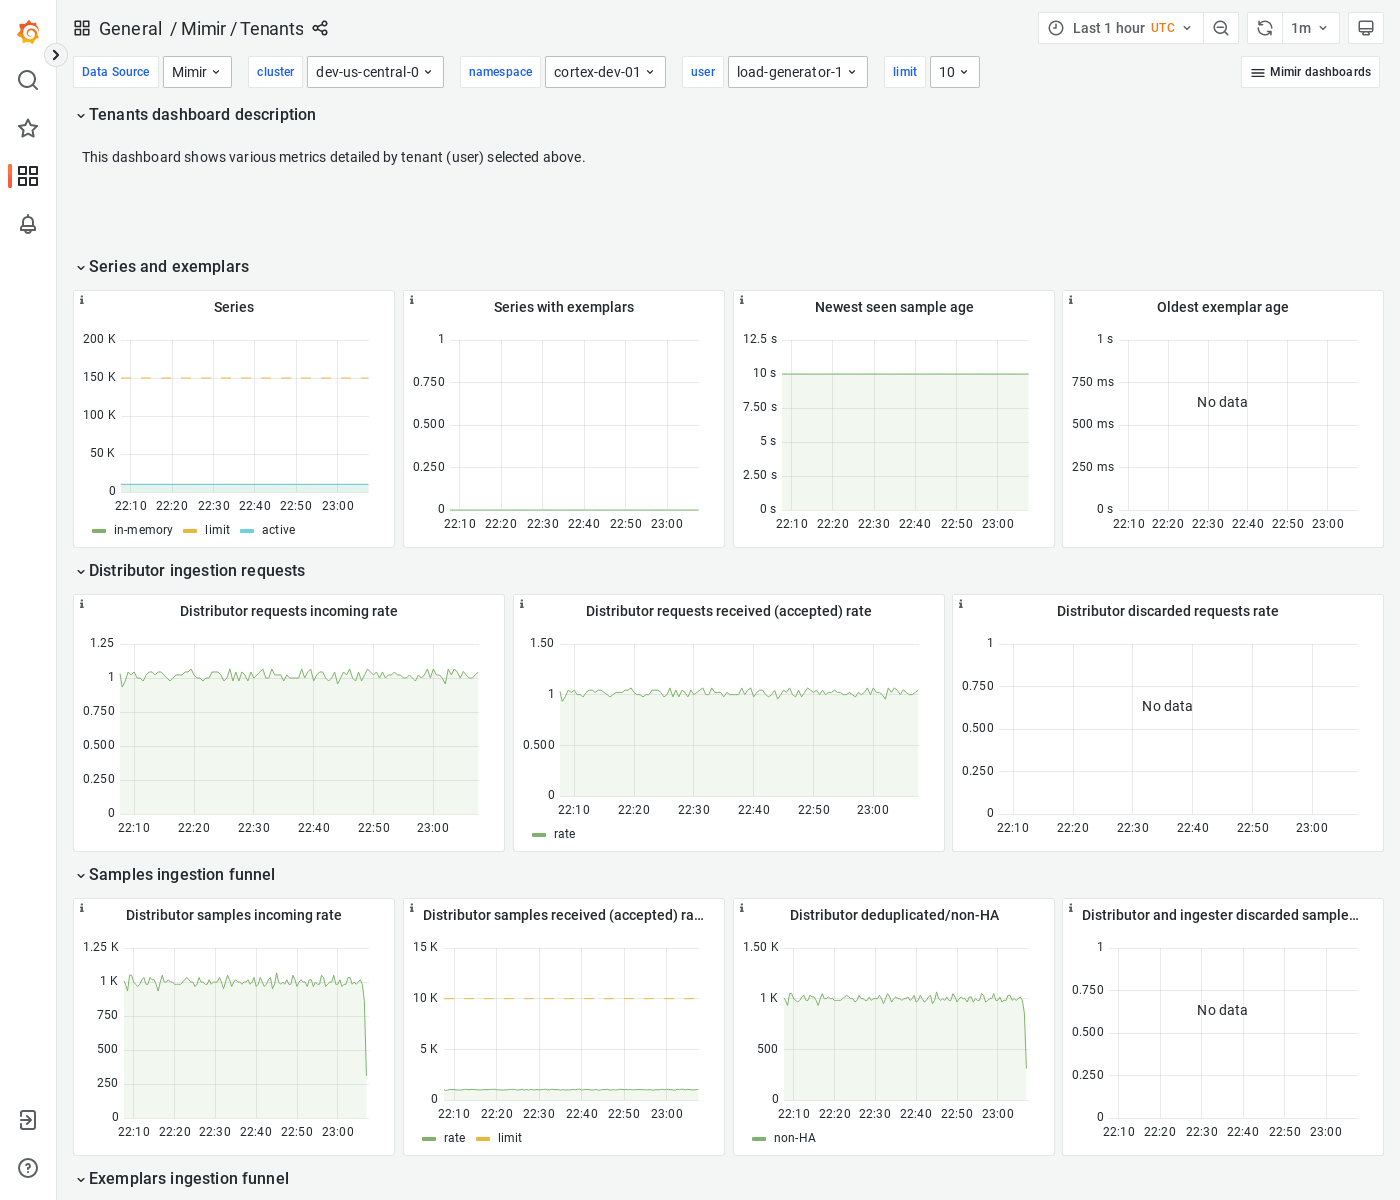 General / Mimir / Tenants
Last 1 hour UTC
1m
Data Source Mimir cluster dev-us-central-0 namespace cortex-dev-01 user load-generator-1 limit 10 Mimir dashboards
Tenants dashboard description
This dashboard shows various metrics detailed by tenant (user) selected above.
Series and exemplars
Series
200 K
150 K
100 K
50 K
0
22:10 22:20 22:30 22:40 22:50 23:00
in-memory limit active
Series with exemplars
1
0.750
0.500
0.250
0
22:10 22:20 22:30 22:40 22:50 23:00
Newest seen sample age
12.5 s
10 s
7.50 s
5 s
2.50 s
0 s
22:10 22:20 22:30 22:40 22:50 23:00
Oldest exemplar age
1 s
750 ms
No data
500 ms
250 ms
0 s
22:10 22:20 22:30 22:40 22:50 23:00
Distributor ingestion requests
Distributor requests incoming rate
1.25
1
0.750
0.500
0.250
0
22:10 22:20 22:30 22:40 22:50 23:00
Distributor requests received (accepted) rate
1.50
1
0.500
0
22:10 22:20 22:30 22:40 22:50 23:00
rate
Distributor discarded requests rate
1
0.750
No data
0.500
0.250
0
22:10 22:20 22:30 22:40 22:50 23:00
Samples ingestion funnel
Distributor samples incoming rate
1.25 K
1 K
750
500
250
0
22:10 22:20 22:30 22:40 22:50 23:00
Distributor samples received (accepted) ra…
15 K
10 K
5 K
0
22:10 22:20 22:30 22:40 22:50 23:00
rate limit
Distributor deduplicated/non-HA
1.50 K
1 K
500
0
22:10 22:20 22:30 22:40 22:50 23:00
non-HA
Distributor and ingester discarded sample…
1
0.750
No data
0.500
0.250
0
22:10 22:20 22:30 22:40 22:50 23:00
Exemplars ingestion funnel